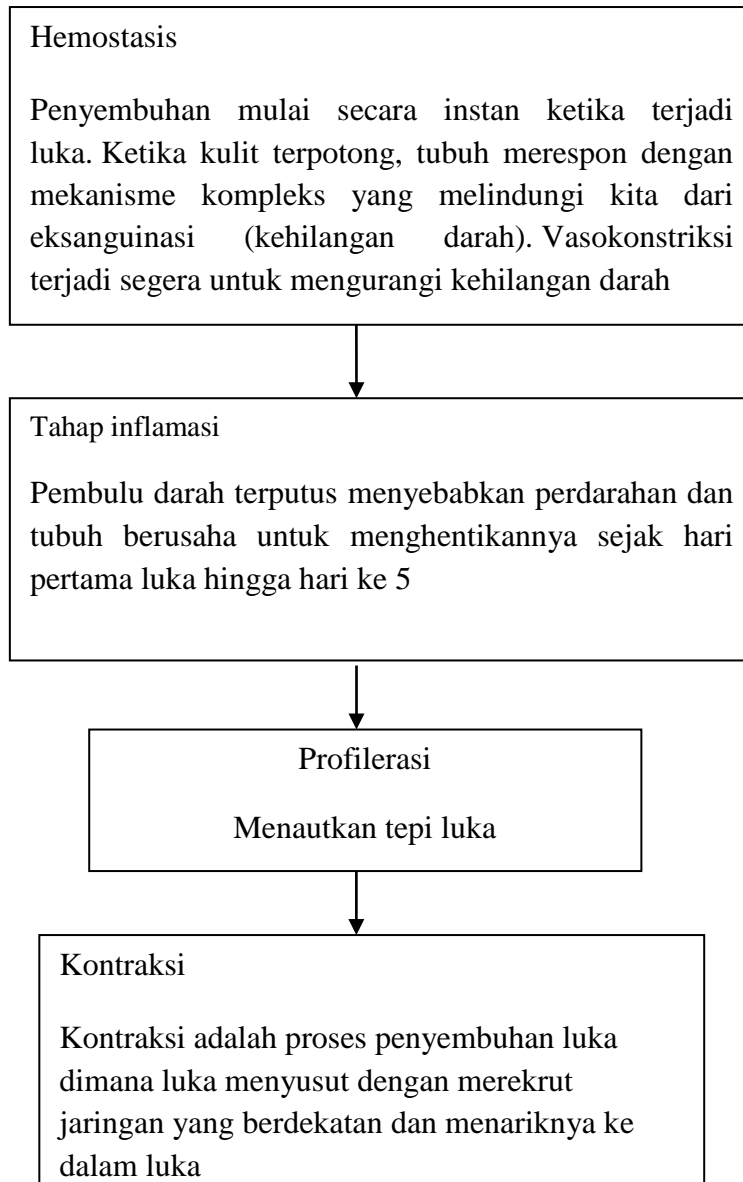 Hemostasis
Penyembuhan mulai secara instan ketika terjadi
luka. Ketika kulit terpotong, tubuh merespon dengan
mekanisme kompleks yang melindungi kita dari
eksanguinasi (kehilangan darah). Vasokonstriksi
terjadi segera untuk mengurangi kehilangan darah
Tahap inflamasi
Pembulu darah terputus menyebabkan perdarahan dan
tubuh berusaha untuk menghentikannya sejak hari
pertama luka hingga hari ke 5
Profilerasi
Menautkan tepi luka
Kontraksi
Kontraksi adalah proses penyembuhan luka
dimana luka menyusut dengan merekrut
jaringan yang berdekatan dan menariknya ke
dalam luka